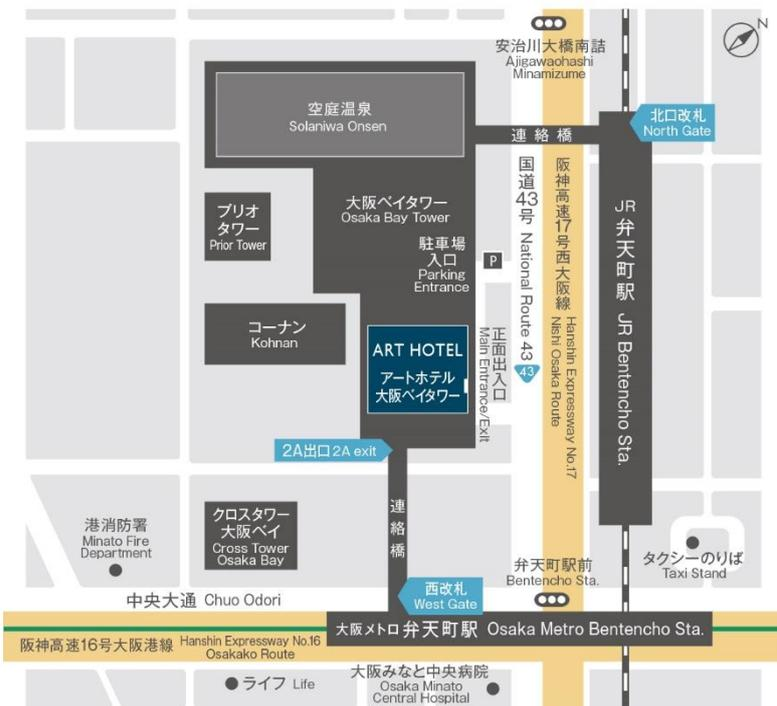 N
安治川大橋南詰
Ajigawaohashi
Minamizume
北口改札
North Gate
空庭温泉
Solaniwa Onsen
連絡橋
大阪ベイタワー
Osaka Bay Tower
プリオ
タワー
Prior Tower
駐車場
入口
Parking
Entrance
P
国道43号 National Route 43
43
阪神高速17号西大阪線
Hanshin Expressway No.17
Nishi Osaka Route
JR弁天町駅 JR Bentencho Sta.
コーナン
Kohnan
ART HOTEL
アートホテル
大阪ベイタワー
正面出入口
Main Entrance/Exit
2A出口 2A exit
連絡橋
クロスタワー
大阪ベイ
Cross Tower
Osaka Bay
港消防署
Minato Fire
Department
弁天町駅前
Bentencho Sta.
タクシーのりば
Taxi Stand
西改札
West Gate
中央大通 Chuo Odori
大阪メトロ弁天町駅 Osaka Metro Bentencho Sta.
阪神高速16号大阪港線 Hanshin Expressway No.16
Osakako Route
ライフ Life
大阪みなと中央病院
Osaka Minato
Central Hospital